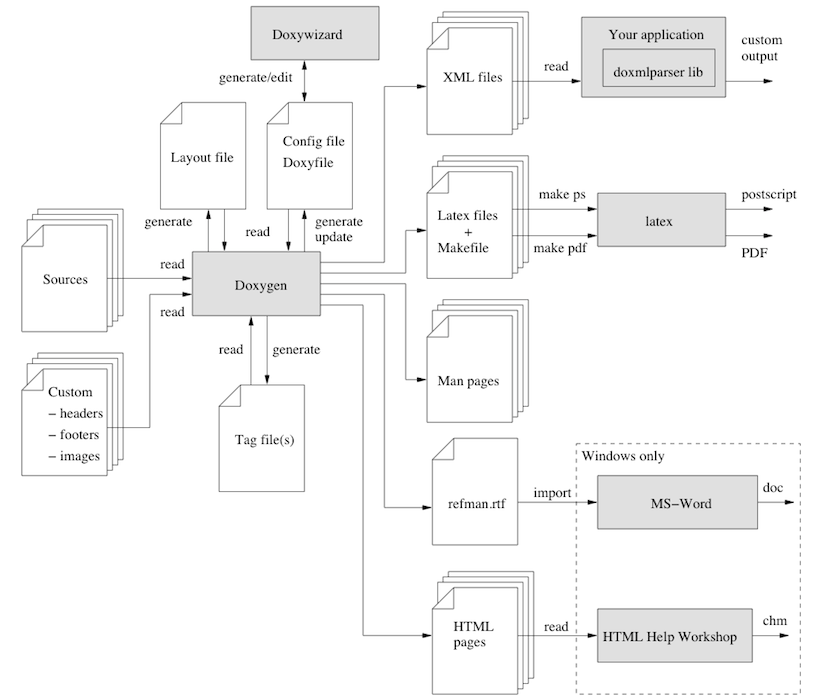 Doxywizard
generate/edit
Layout file
Config file
Doxyfile
generate
read
generate
update
Sources
read
Doxygen
read
Custom
– headers
– footers
– images
read
generate
Tag file(s)
XML files
read
Your application
doxmlparser lib
custom
output
Latex files
+
Makefile
make ps
make pdf
latex
postscript
PDF
Man pages
refman.rtf
import
Windows only
MS–Word
doc
HTML
pages
read
HTML Help Workshop
chm